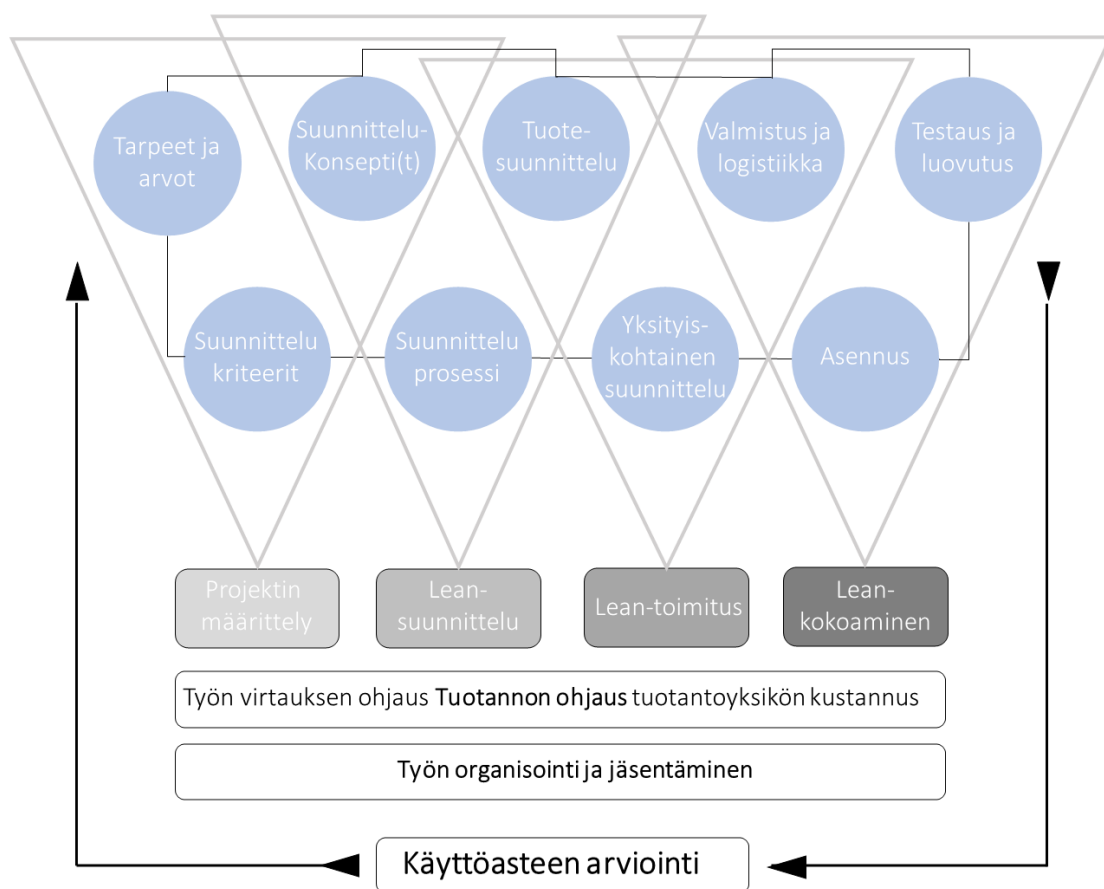 Tarpeet ja
arvot
Suunnittelu-
Konsepti(t)
Tuote-
suunnittelu
Valmistus ja
logistiikka
Testaus ja
luovutus
Suunnittelu
kriteerit
Suunnittelu
prosessi
Yksityis-
kohtainen
suunnittelu
Asennus
Projektin
määrittely
Lean-
suunnittelu
Lean-toimitus
Lean-
kokoaminen
Työn virtauksen ohjaus Tuotannon ohjaus tuotantoyksikön kustannus
Työn organisointi ja jäsentäminen
Käyttöasteen arviointi